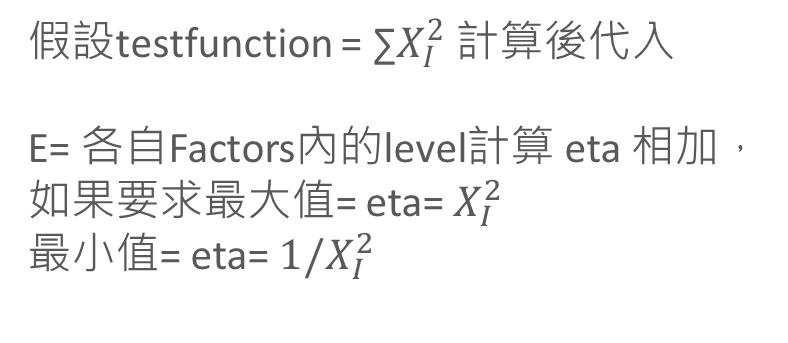 假設testfunction = ∑X_I^2 計算後代入
E= 各自Factors內的level計算 eta 相加，
如果要求最大值= eta= X_I^2
最小值= eta= 1/X_I^2